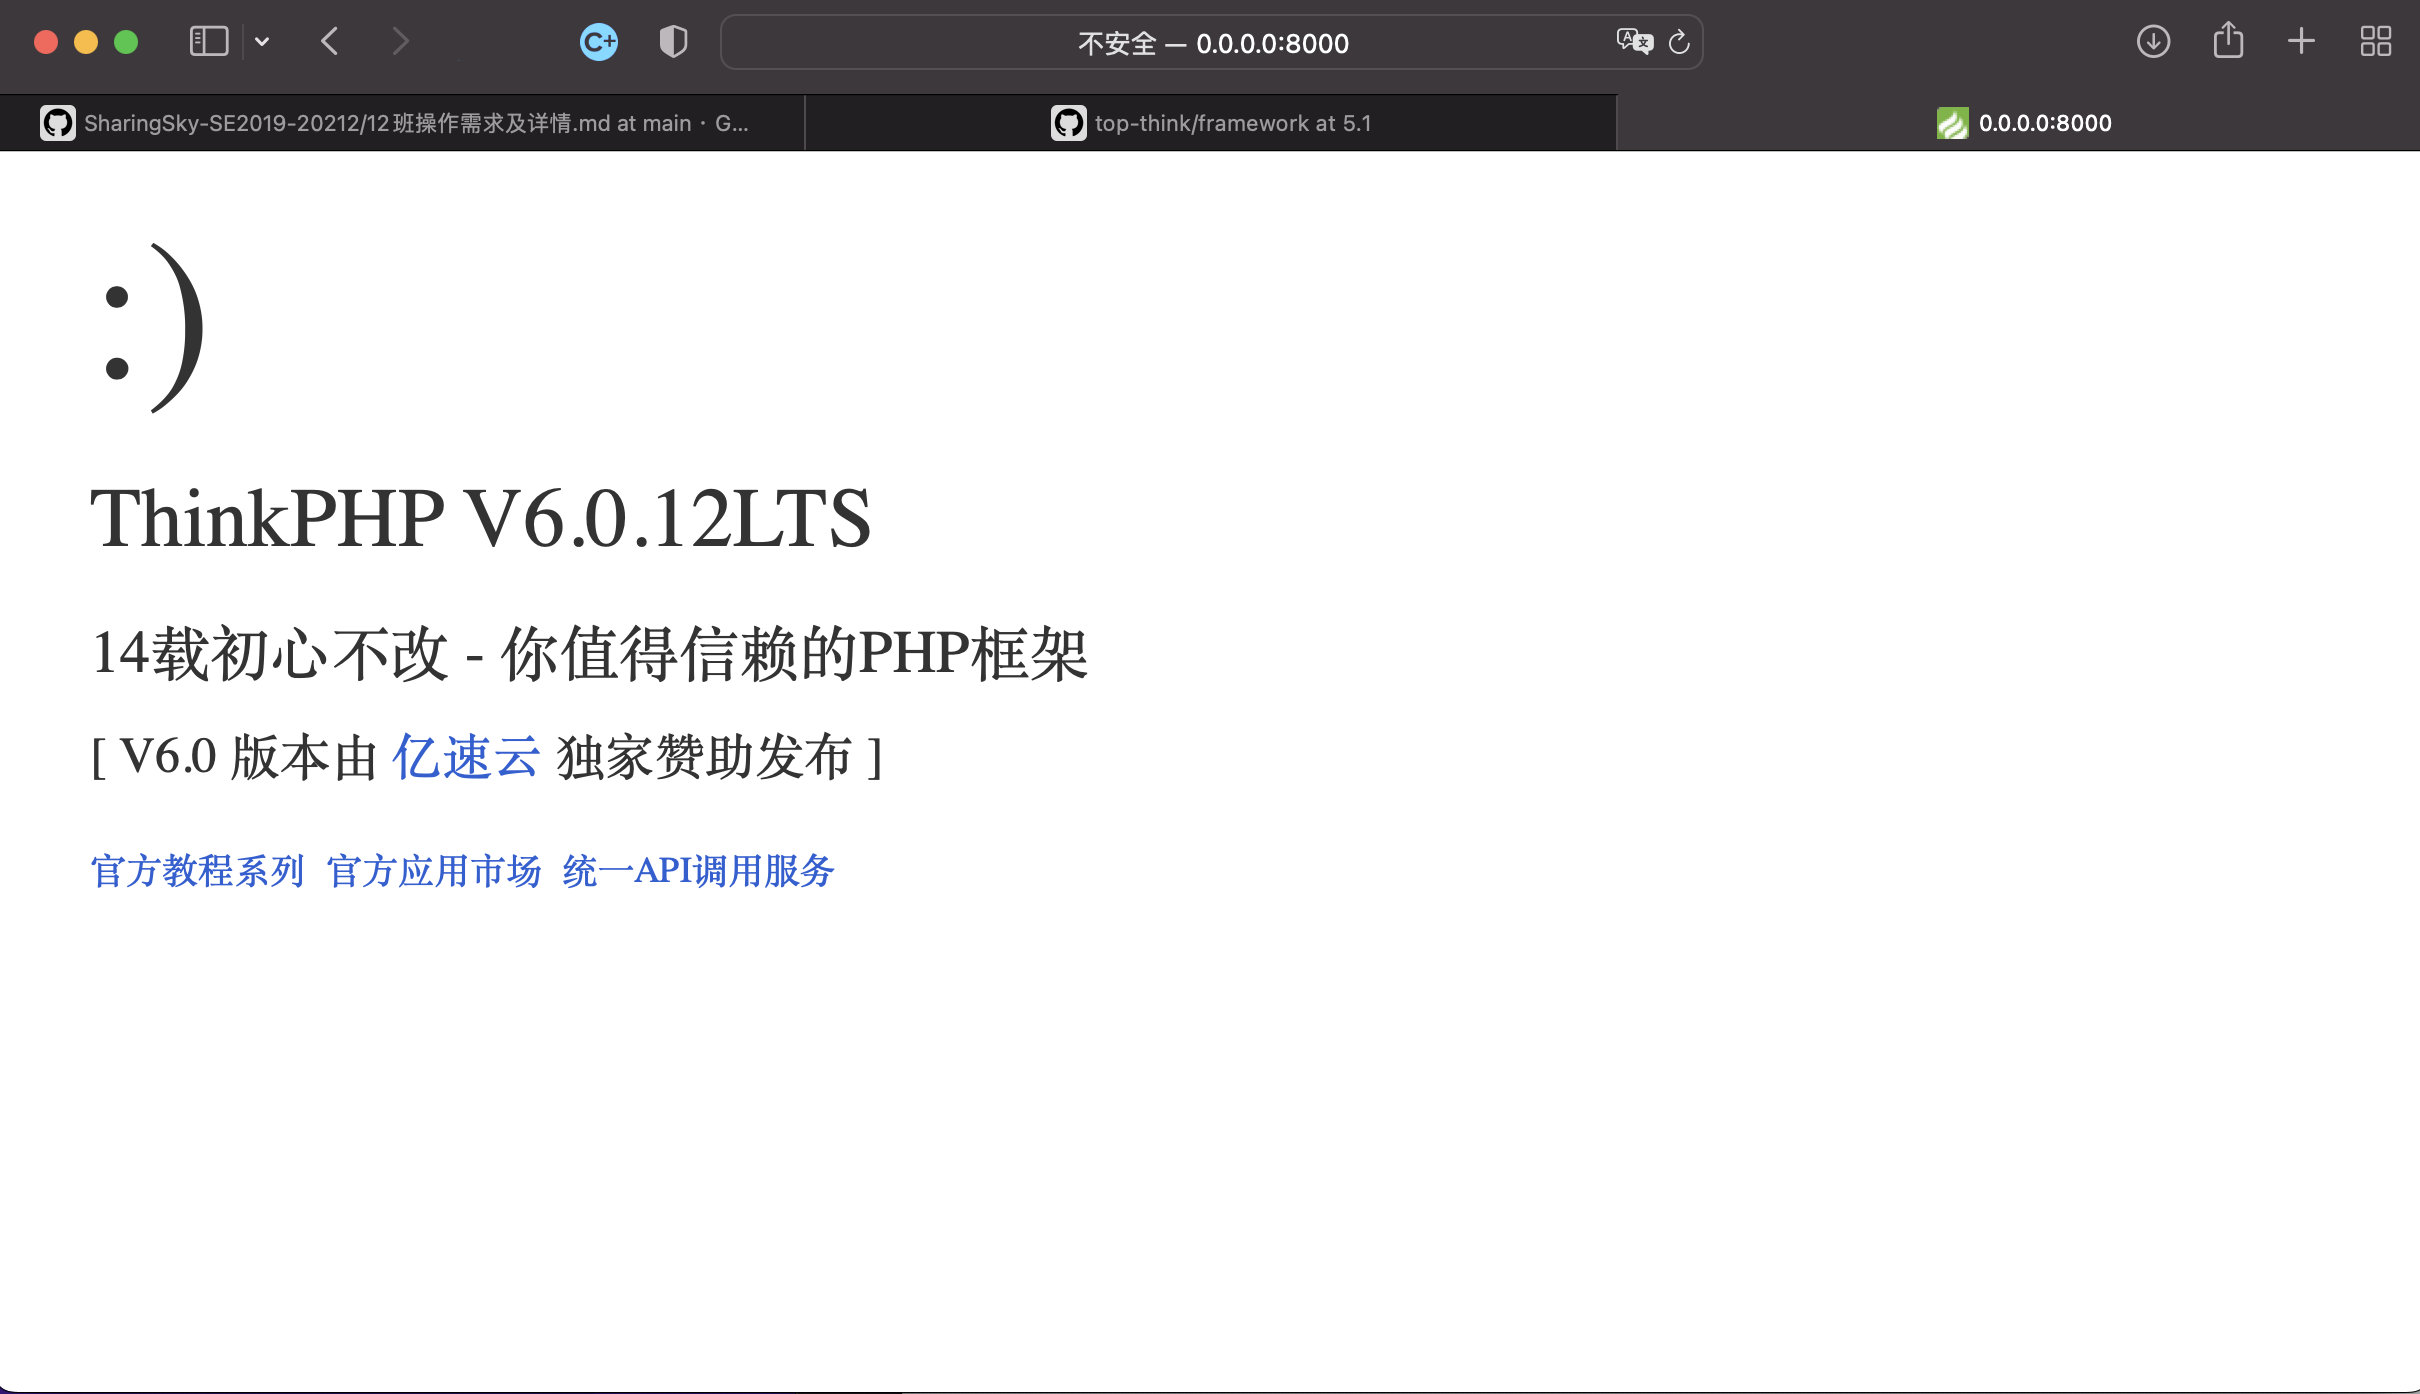 不安全 — 0.0.0.0:8000
SharingSky-SE2019-20212/12班操作需求及详情.md at main · G...
top-think/framework at 5.1
0.0.0.0:8000
:)
ThinkPHP V6.0.12LTS
14载初心不改 - 你值得信赖的PHP框架
[ V6.0 版本由 亿速云 独家赞助发布 ]
官方教程系列 官方应用市场 统一API调用服务